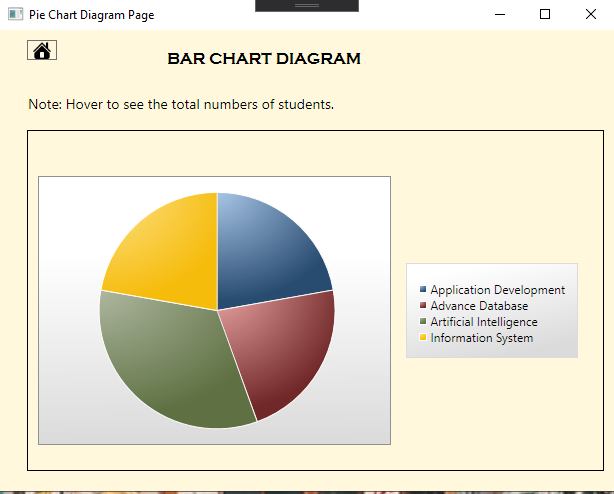 Pie Chart Diagram Page
BAR CHART DIAGRAM
Note: Hover to see the total numbers of students.
Application Development
Advance Database
Artificial Intelligence
Information System